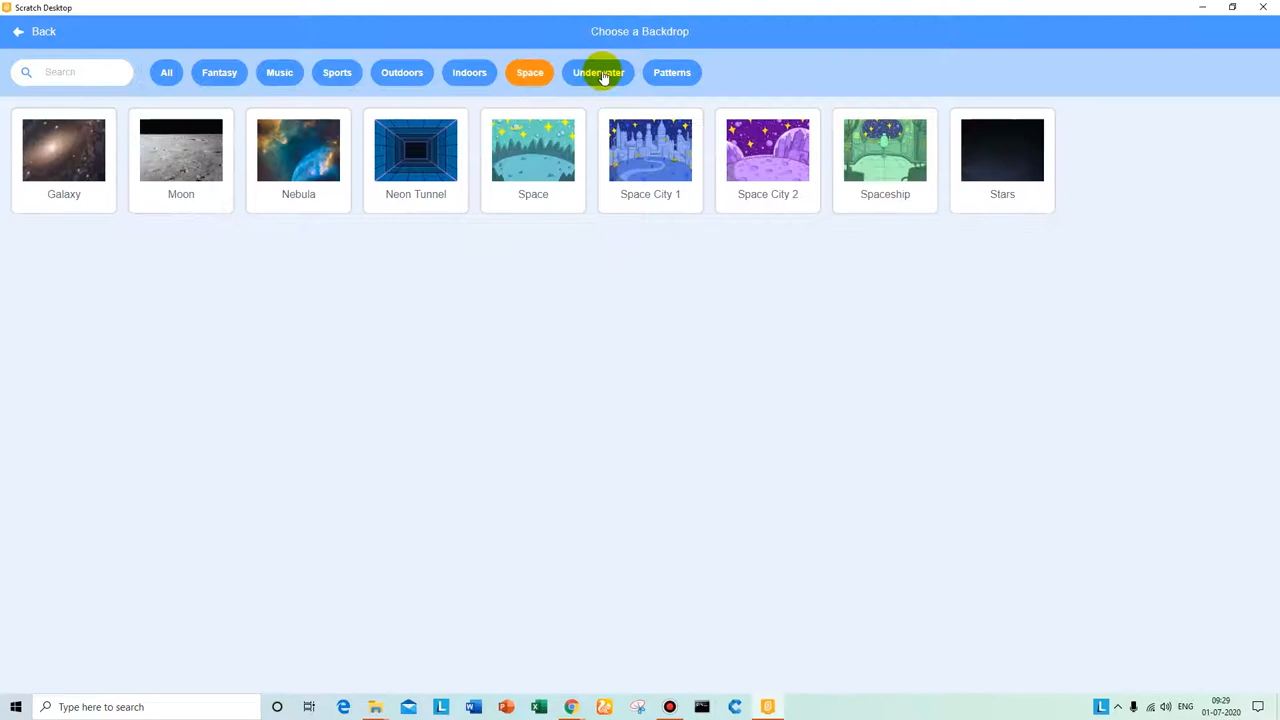 Scratch Desktop
Back
Choose a Backdrop
Search
All
Fantasy
Music
Sports
Outdoors
Indoors
Space
Underwater
Patterns
Galaxy
Moon
Nebula
Neon Tunnel
Space
Space City 1
Space City 2
Spaceship
Stars
Type here to search
ENG
09:29
01-07-2020